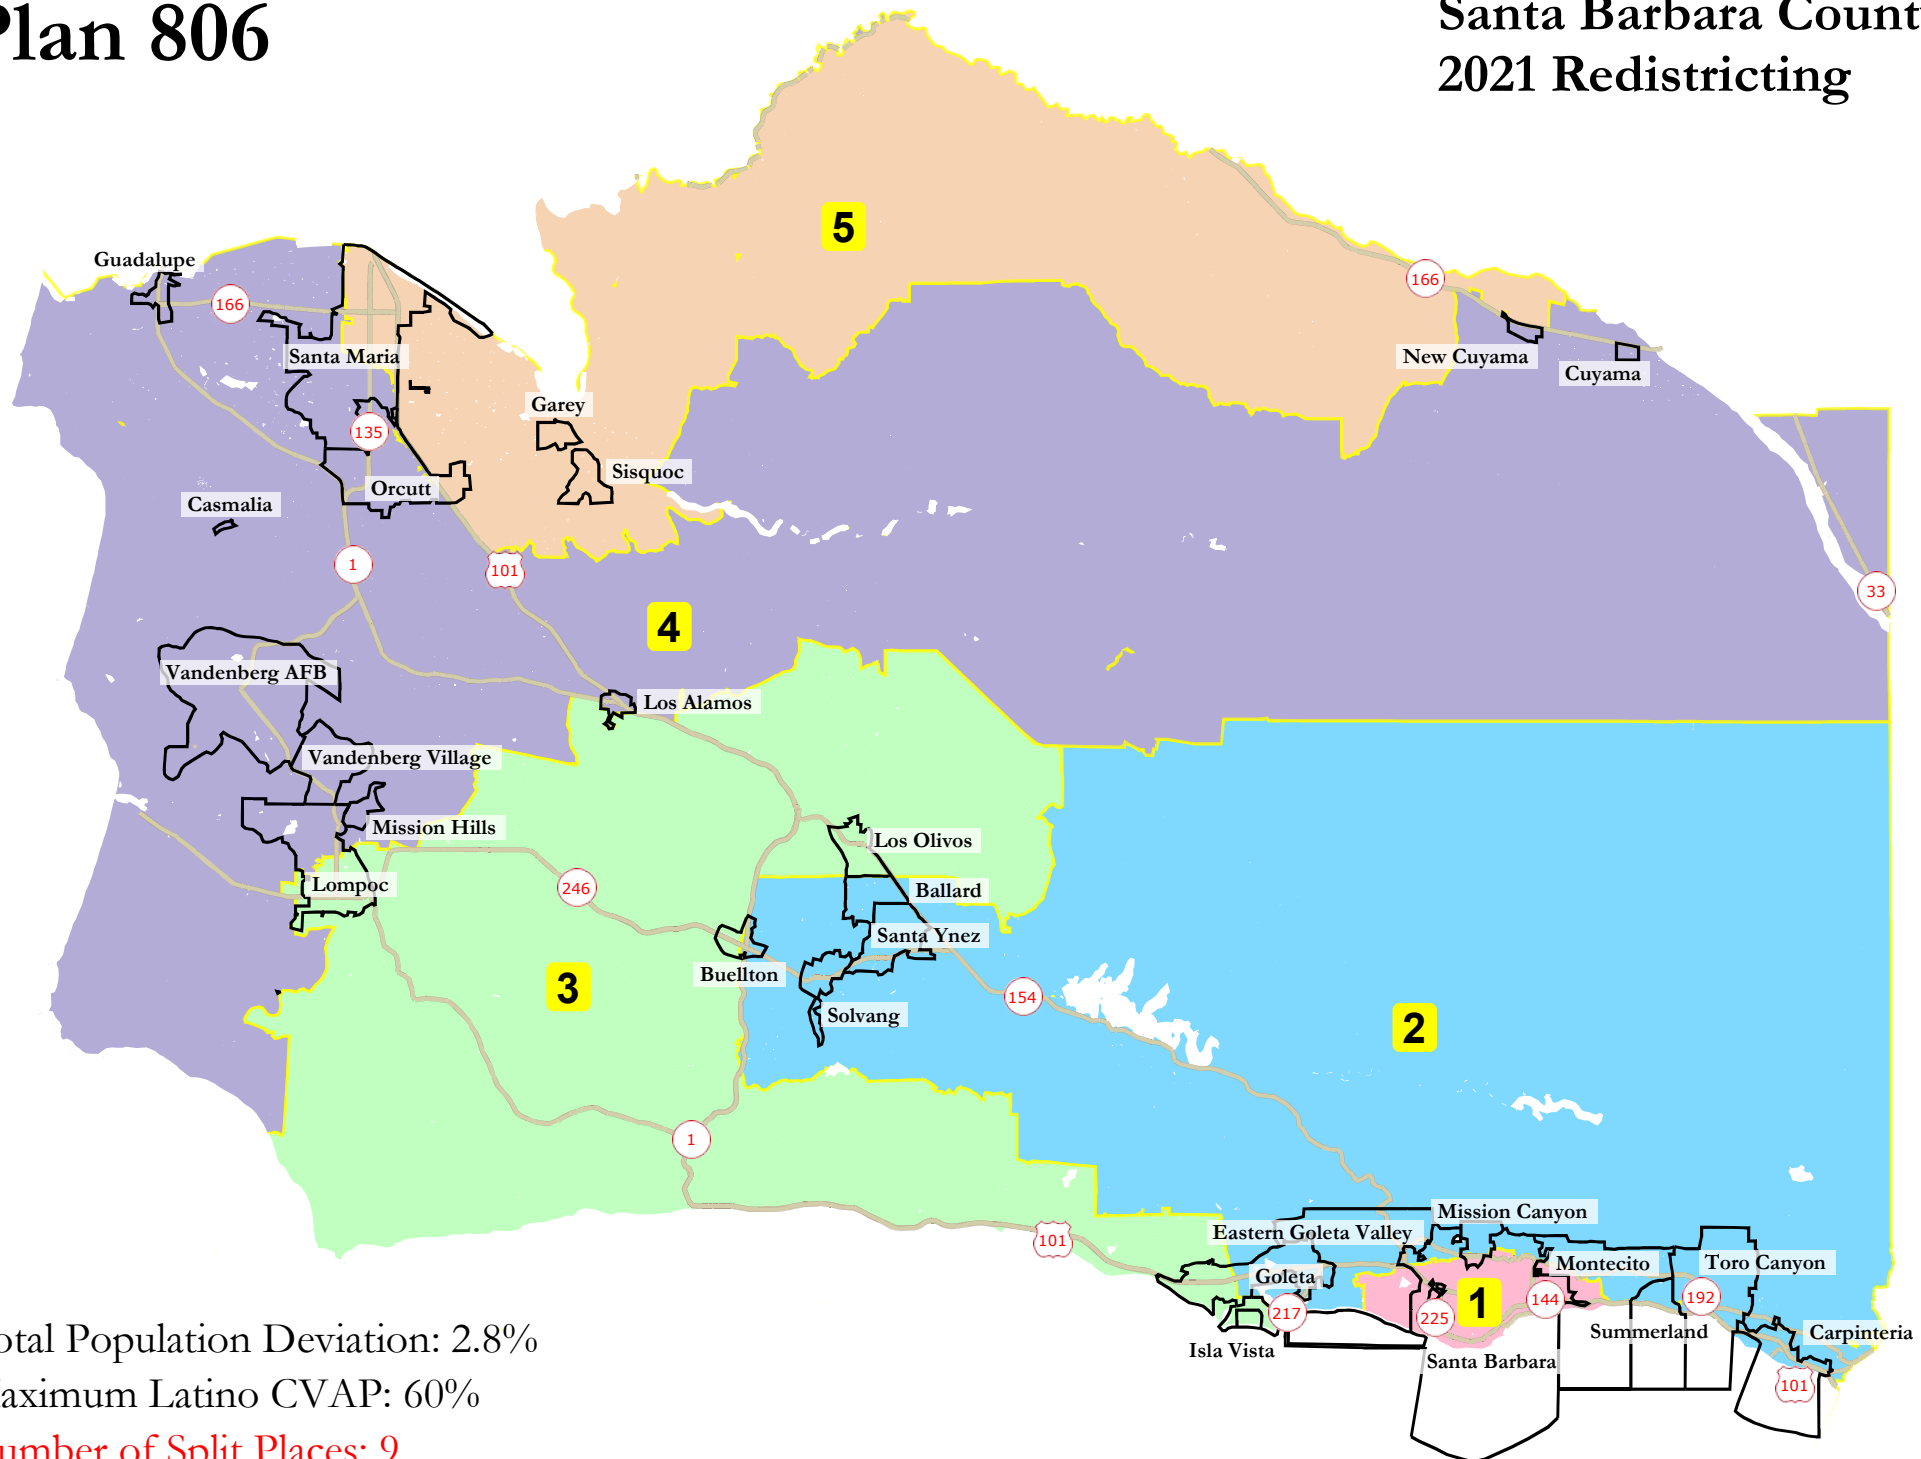 Plan 806
Santa Barbara County
2021 Redistricting
5
Guadalupe
166
166
Santa Maria
New Cuyama
Cuyama
Garey
135
Sisquoc
Orcutt
Casmalia
1
101
33
4
Vandenberg AFB
Los Alamos
Vandenberg Village
Mission Hills
Los Olivos
Lompoc
246
Ballard
Santa Ynez
Buellton
3
154
Solvang
2
1
Mission Canyon
101
Eastern Goleta Valley
Montecito
Toro Canyon
Goleta
217
225
1
144
192
Summerland
Carpinteria
Isla Vista
Santa Barbara
101
Total Population Deviation: 2.8%
Maximum Latino CVAP: 60%
Number of Split Places: 9